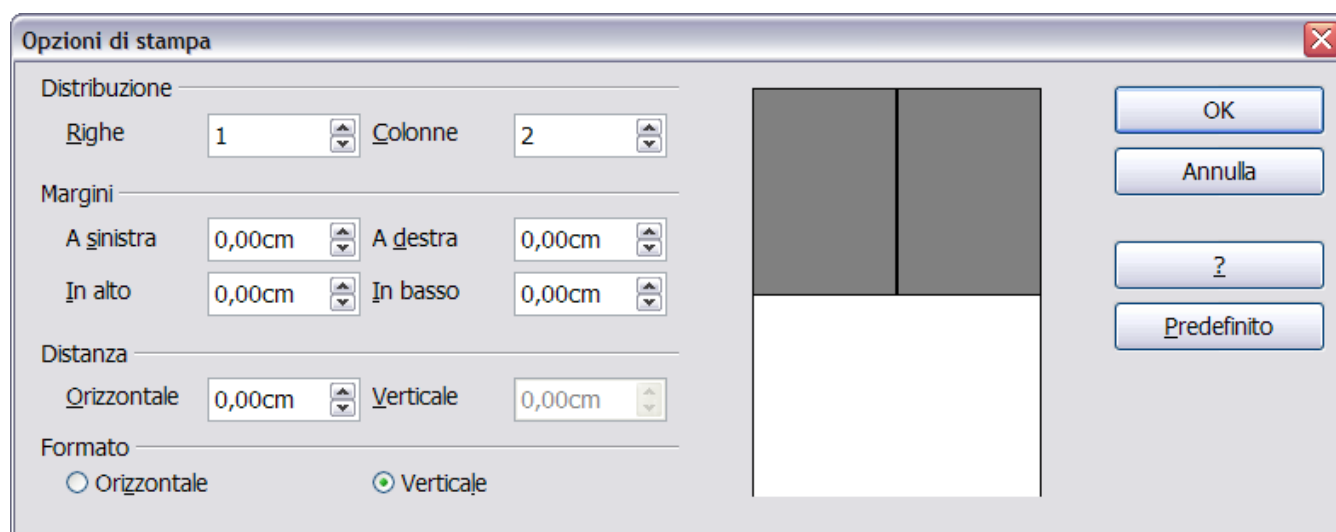 Opzioni di stampa
Distribuzione
Righe 1 Colonne 2
Margini
A sinistra 0,00cm A destra 0,00cm
In alto 0,00cm In basso 0,00cm
Distanza
Orizzontale 0,00cm Verticale 0,00cm
Formato
Orizzontale Verticale
OK
Annulla
?
Predefinito